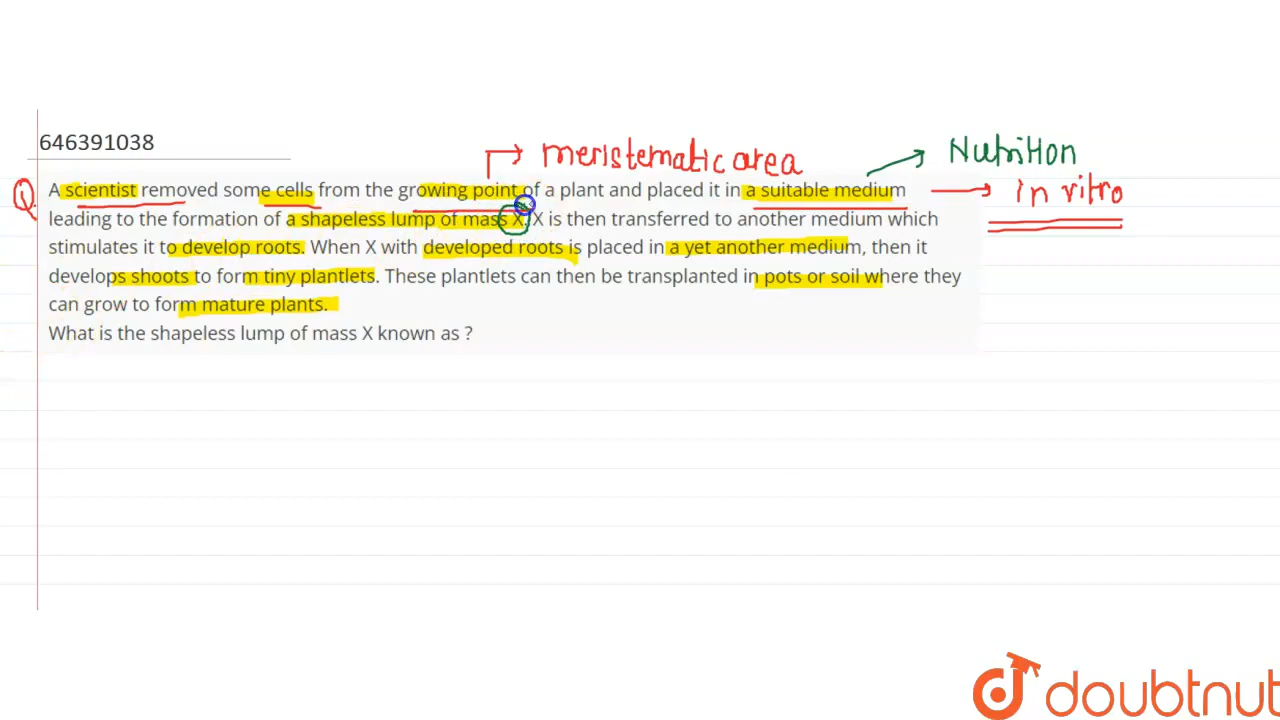 646391038
meristematic area
Nutrition
Q
A scientist removed some cells from the growing point of a plant and placed it in a suitable medium
in vitro
leading to the formation of a shapeless lump of mass X. X is then transferred to another medium which
stimulates it to develop roots. When X with developed roots is placed in a yet another medium, then it
develops shoots to form tiny plantlets. These plantlets can then be transplanted in pots or soil where they
can grow to form mature plants.
What is the shapeless lump of mass X known as ?
doubtnut